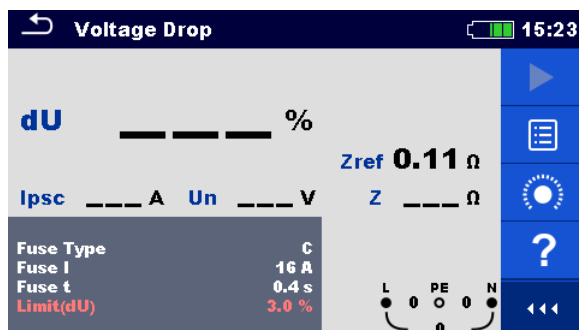 Voltage Drop 15:23
dU ___ %
Zref 0.11 Ω
Ipsc ___ A Un ___ V Z ___ Ω
Fuse Type C
Fuse I 16 A
Fuse t 0.4 s
Limit(dU) 3.0 %
?
L PE N
0 0
0